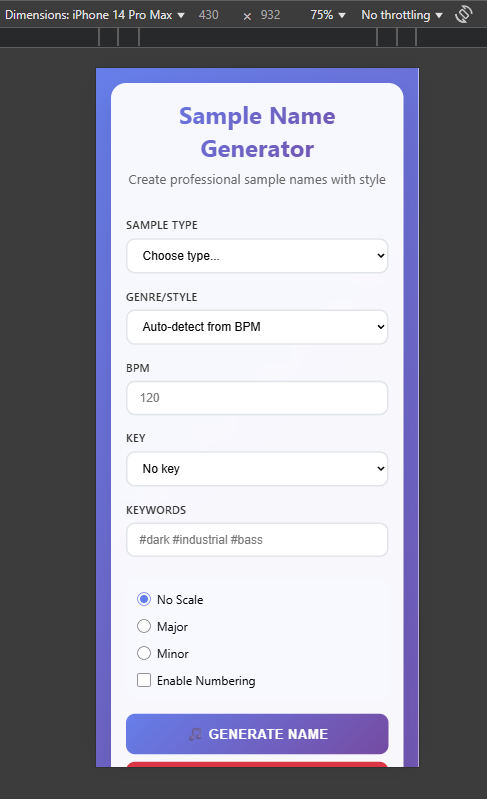 Dimensions: iPhone 14 Pro Max 430 × 932 75% No throttling
Sample Name
Generator
Create professional sample names with style
SAMPLE TYPE
Choose type...
GENRE/STYLE
Auto-detect from BPM
BPM
120
KEY
No key
KEYWORDS
#dark #industrial #bass
No Scale
Major
Minor
Enable Numbering
🎵 GENERATE NAME